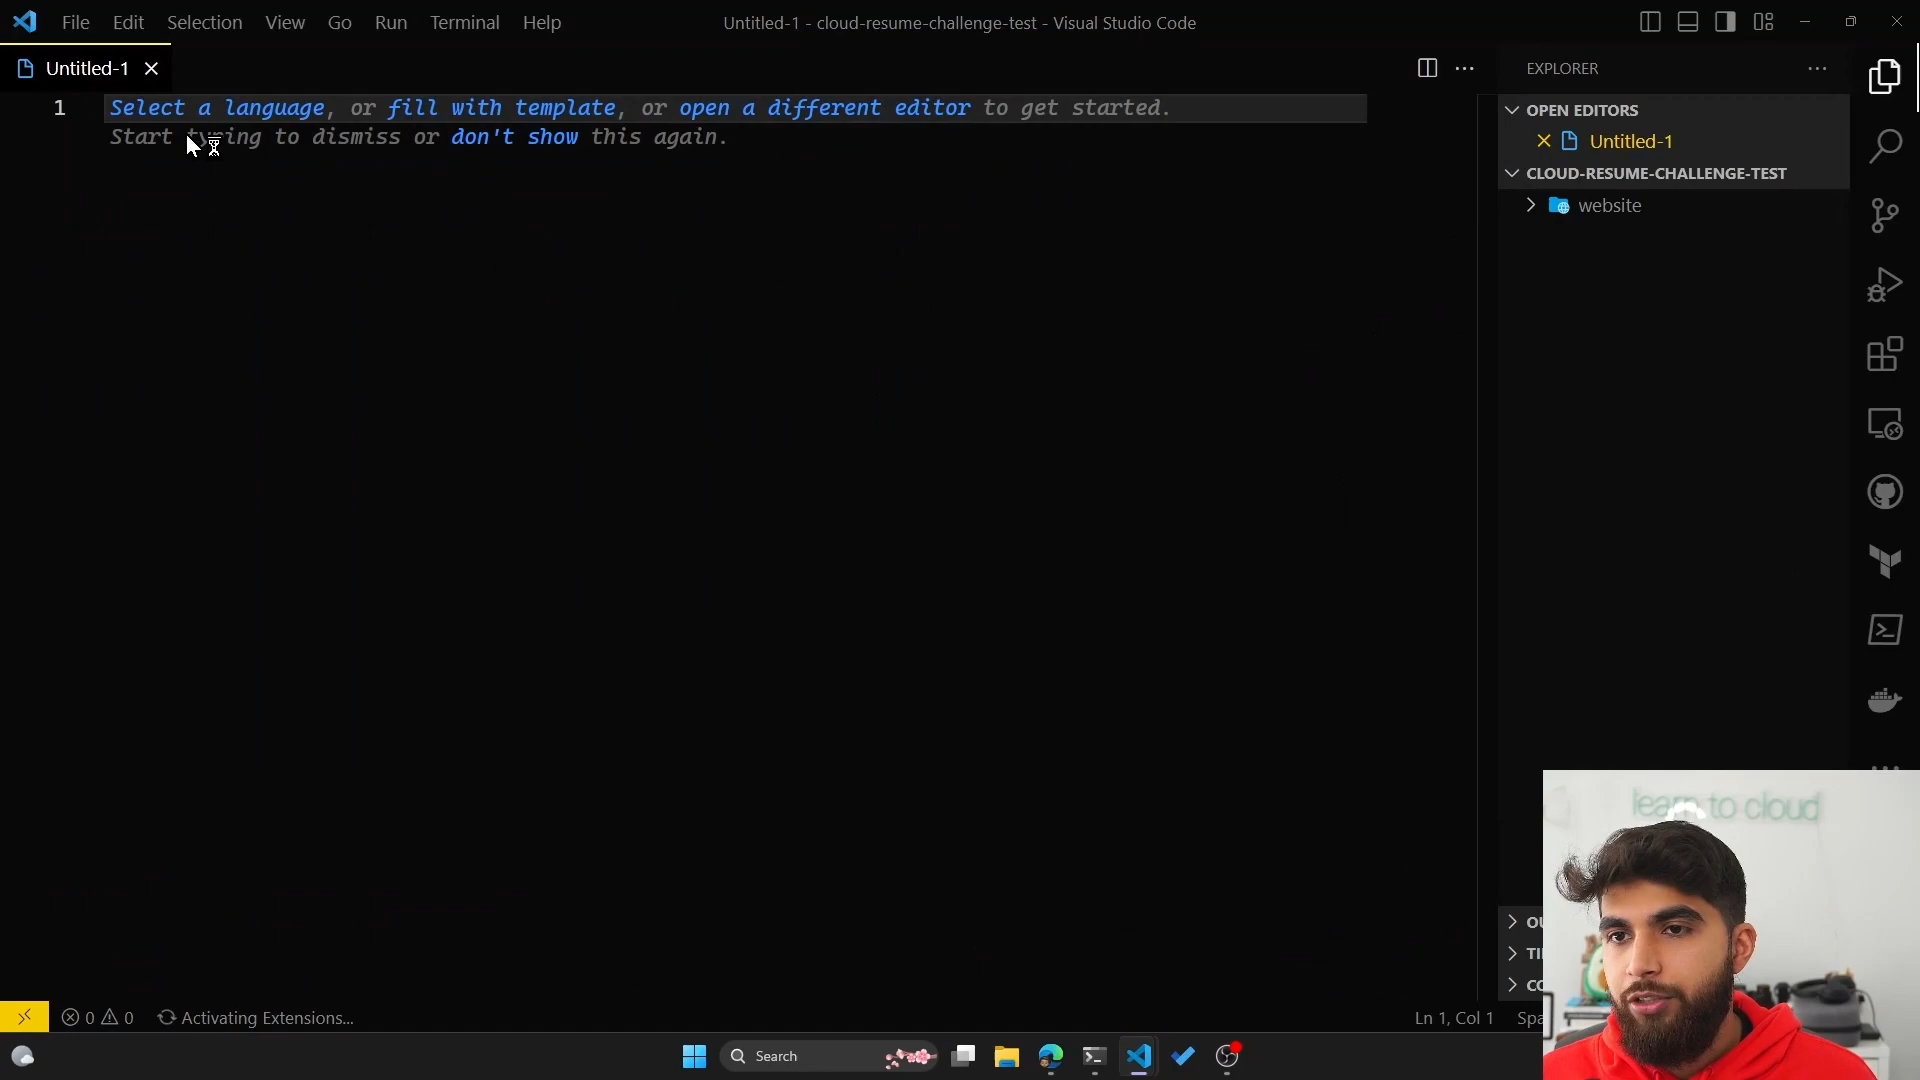 File Edit Selection View Go Run Terminal Help
Untitled-1 - cloud-resume-challenge-test - Visual Studio Code
Untitled-1
EXPLORER
1
Select a language, or fill with template, or open a different editor to get started.
Start typing to dismiss or don't show this again.
OPEN EDITORS
Untitled-1
CLOUD-RESUME-CHALLENGE-TEST
website
learn to cloud
OU
TI
CO
0 0 Activating Extensions...
Ln 1, Col 1
Spa
Search